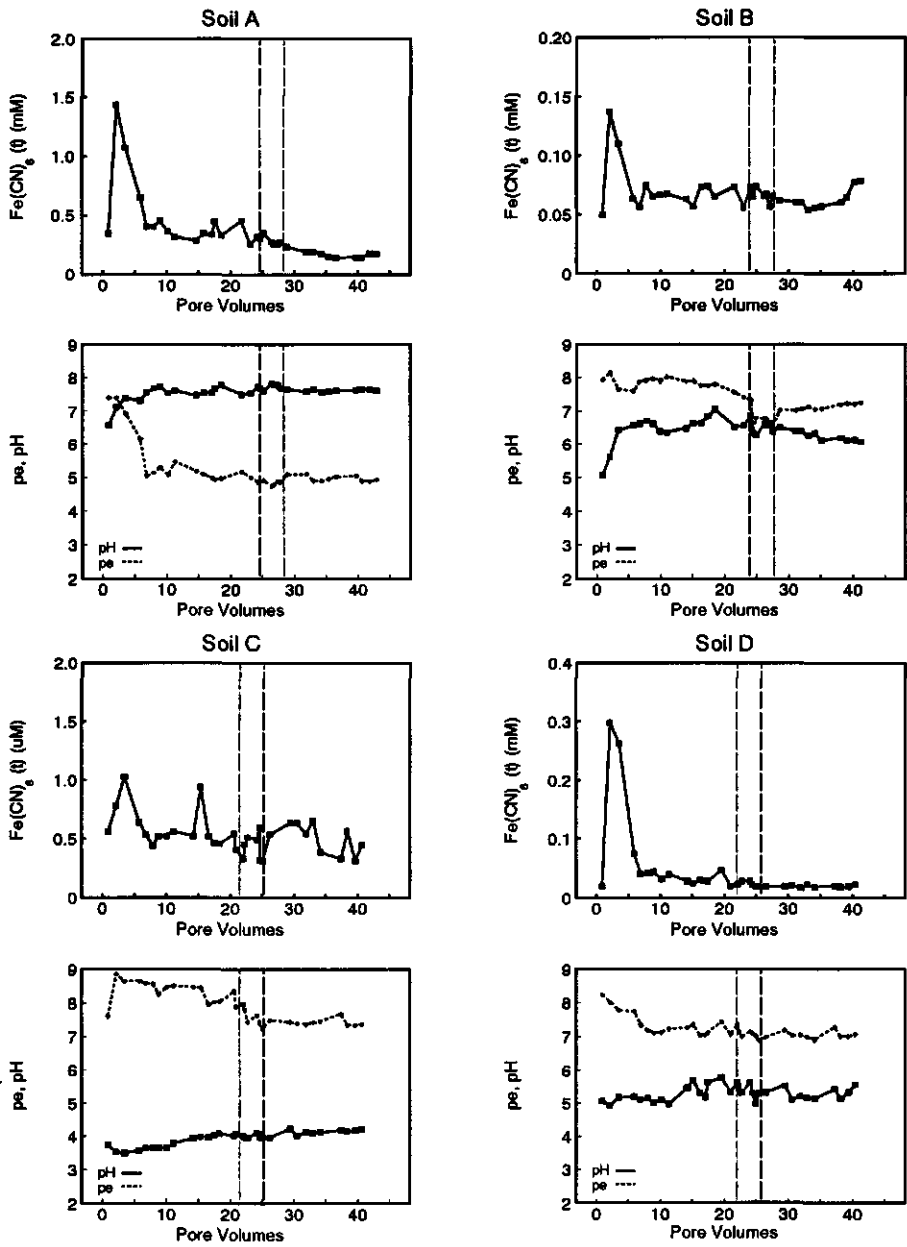 Soil A
Fe(CN)6 (t) (mM)
2.0
1.5
1.0
0.5
0
0 10 20 30 40
Pore Volumes
pe, pH
9
8
7
6
5
4
3
2
pH
pe
0 10 20 30 40
Pore Volumes
Soil B
Fe(CN)6 (t) (mM)
0.20
0.15
0.10
0.05
0
0 10 20 30 40
Pore Volumes
pe, pH
9
8
7
6
5
4
3
2
pH
pe
0 10 20 30 40
Pore Volumes
Soil C
Fe(CN)6 (t) (uM)
2.0
1.5
1.0
0.5
0
0 10 20 30 40
Pore Volumes
pe, pH
9
8
7
6
5
4
3
2
pH
pe
0 10 20 30 40
Pore Volumes
Soil D
Fe(CN)6 (t) (mM)
0.4
0.3
0.2
0.1
0
0 10 20 30 40
Pore Volumes
pe, pH
9
8
7
6
5
4
3
2
pH
pe
0 10 20 30 40
Pore Volumes